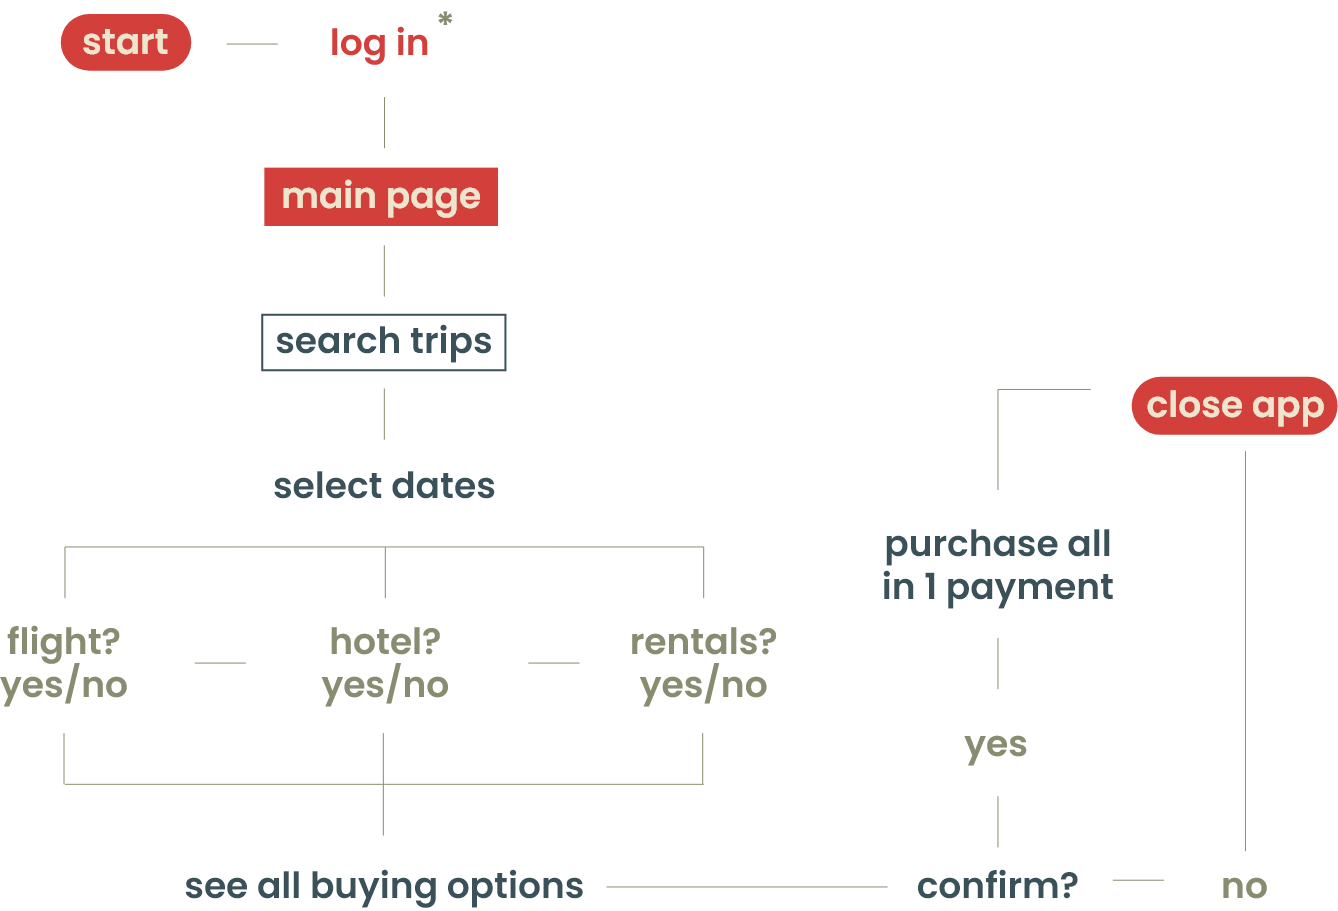 start
log in *
main page
search trips
select dates
flight?
yes/no
hotel?
yes/no
rentals?
yes/no
see all buying options
confirm?
no
yes
purchase all
in 1 payment
close app